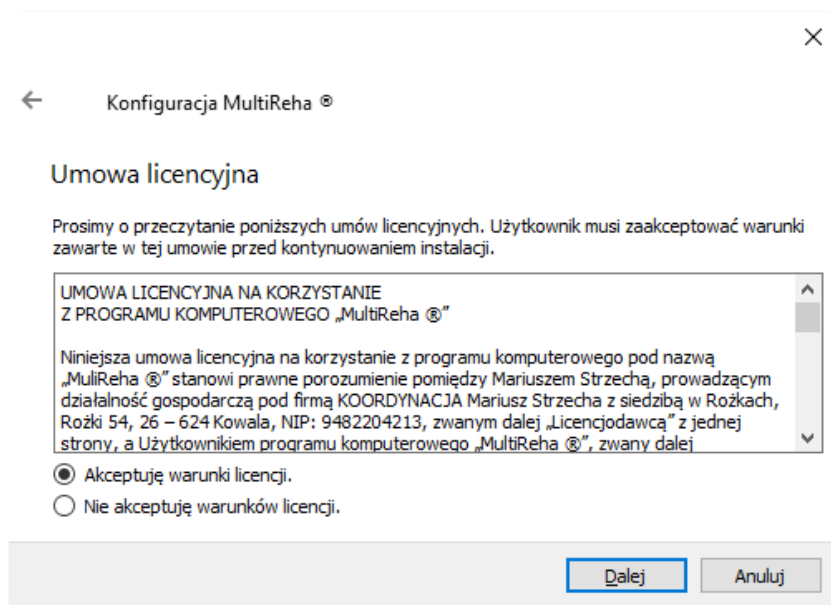 Konfiguracja MultiReha ®
Umowa licencyjna
Prosimy o przeczytanie poniższych umów licencyjnych. Użytkownik musi zaakceptować warunki
zawarte w tej umowie przed kontynuowaniem instalacji.
UMOWA LICENCYJNA NA KORZYSTANIE
Z PROGRAMU KOMPUTEROWEGO „MultiReha ®”
Niniejsza umowa licencyjna na korzystanie z programu komputerowego pod nazwą
„MuliReha ®” stanowi prawne porozumienie pomiędzy Mariuszem Strzechą, prowadzącym
działalność gospodarczą pod firmą KOORDYNACJA Mariusz Strzecha z siedzibą w Rożkach,
Rożki 54, 26 – 624 Kowala, NIP: 9482204213, zwanym dalej „Licencjodawcą” z jednej
strony, a Użytkownikiem programu komputerowego „MultiReha ®”, zwany dalej
Akceptuję warunki licencji.
Nie akceptuję warunków licencji.
Dalej
Anuluj